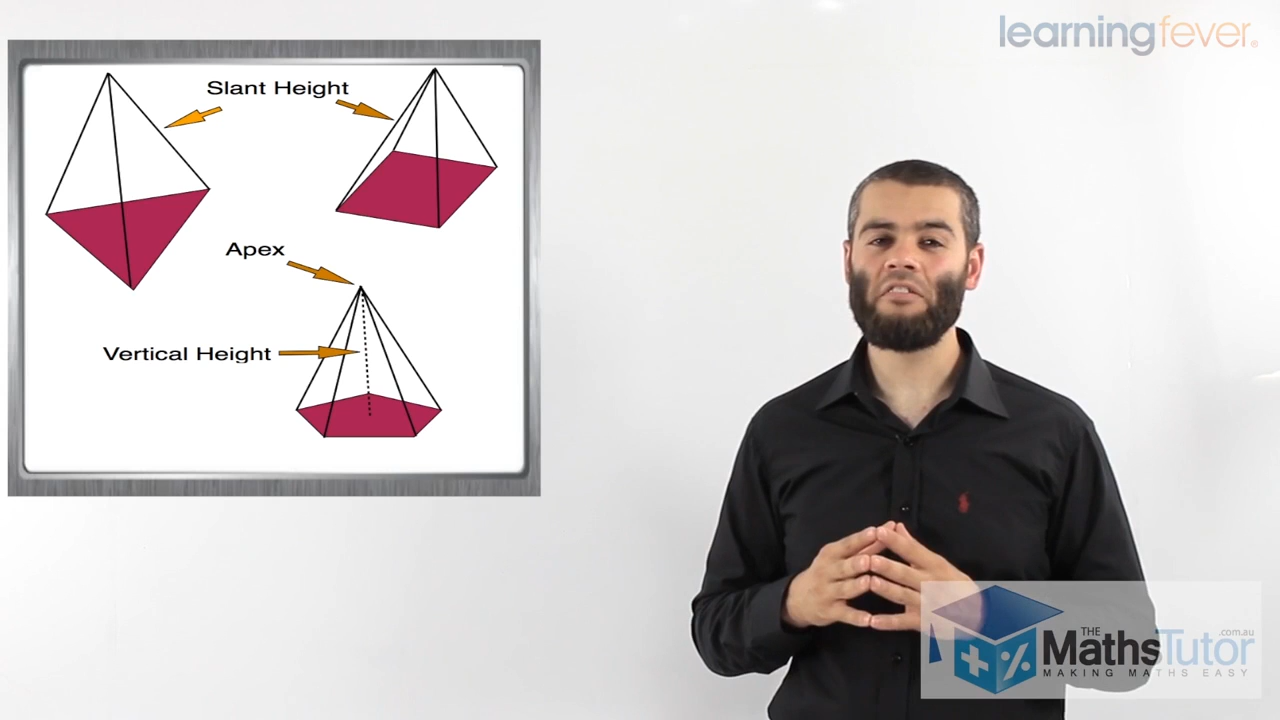 learningfever®
Slant Height
Apex
Vertical Height
THE
MathsTutor
.com.au
MAKING MATHS EASY